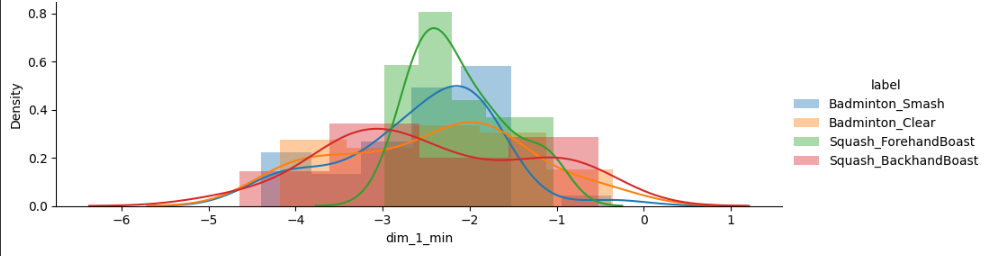 0.8
0.6
0.4
0.2
0.0
Density
−6
−5
−4
−3
−2
−1
0
1
dim_1_min
label
Badminton_Smash
Badminton_Clear
Squash_ForehandBoast
Squash_BackhandBoast